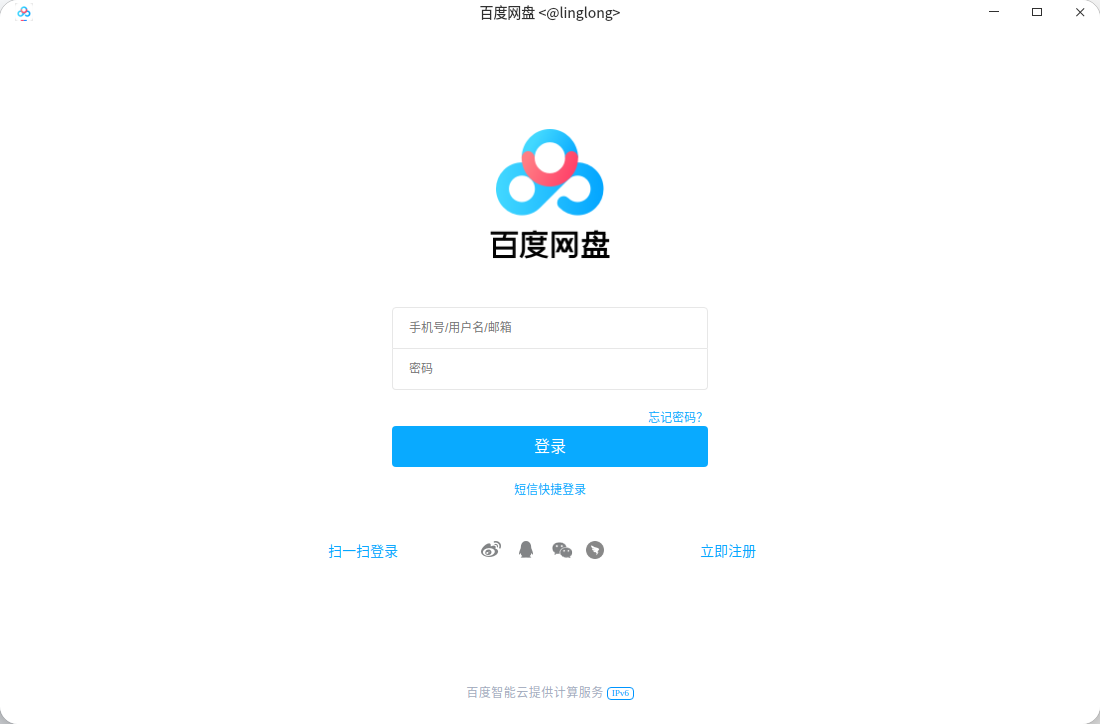 百度网盘 <@linglong>
百度网盘
手机号/用户名/邮箱
密码
忘记密码?
登录
短信快捷登录
扫一扫登录
立即注册
百度智能云提供计算服务 IPv6